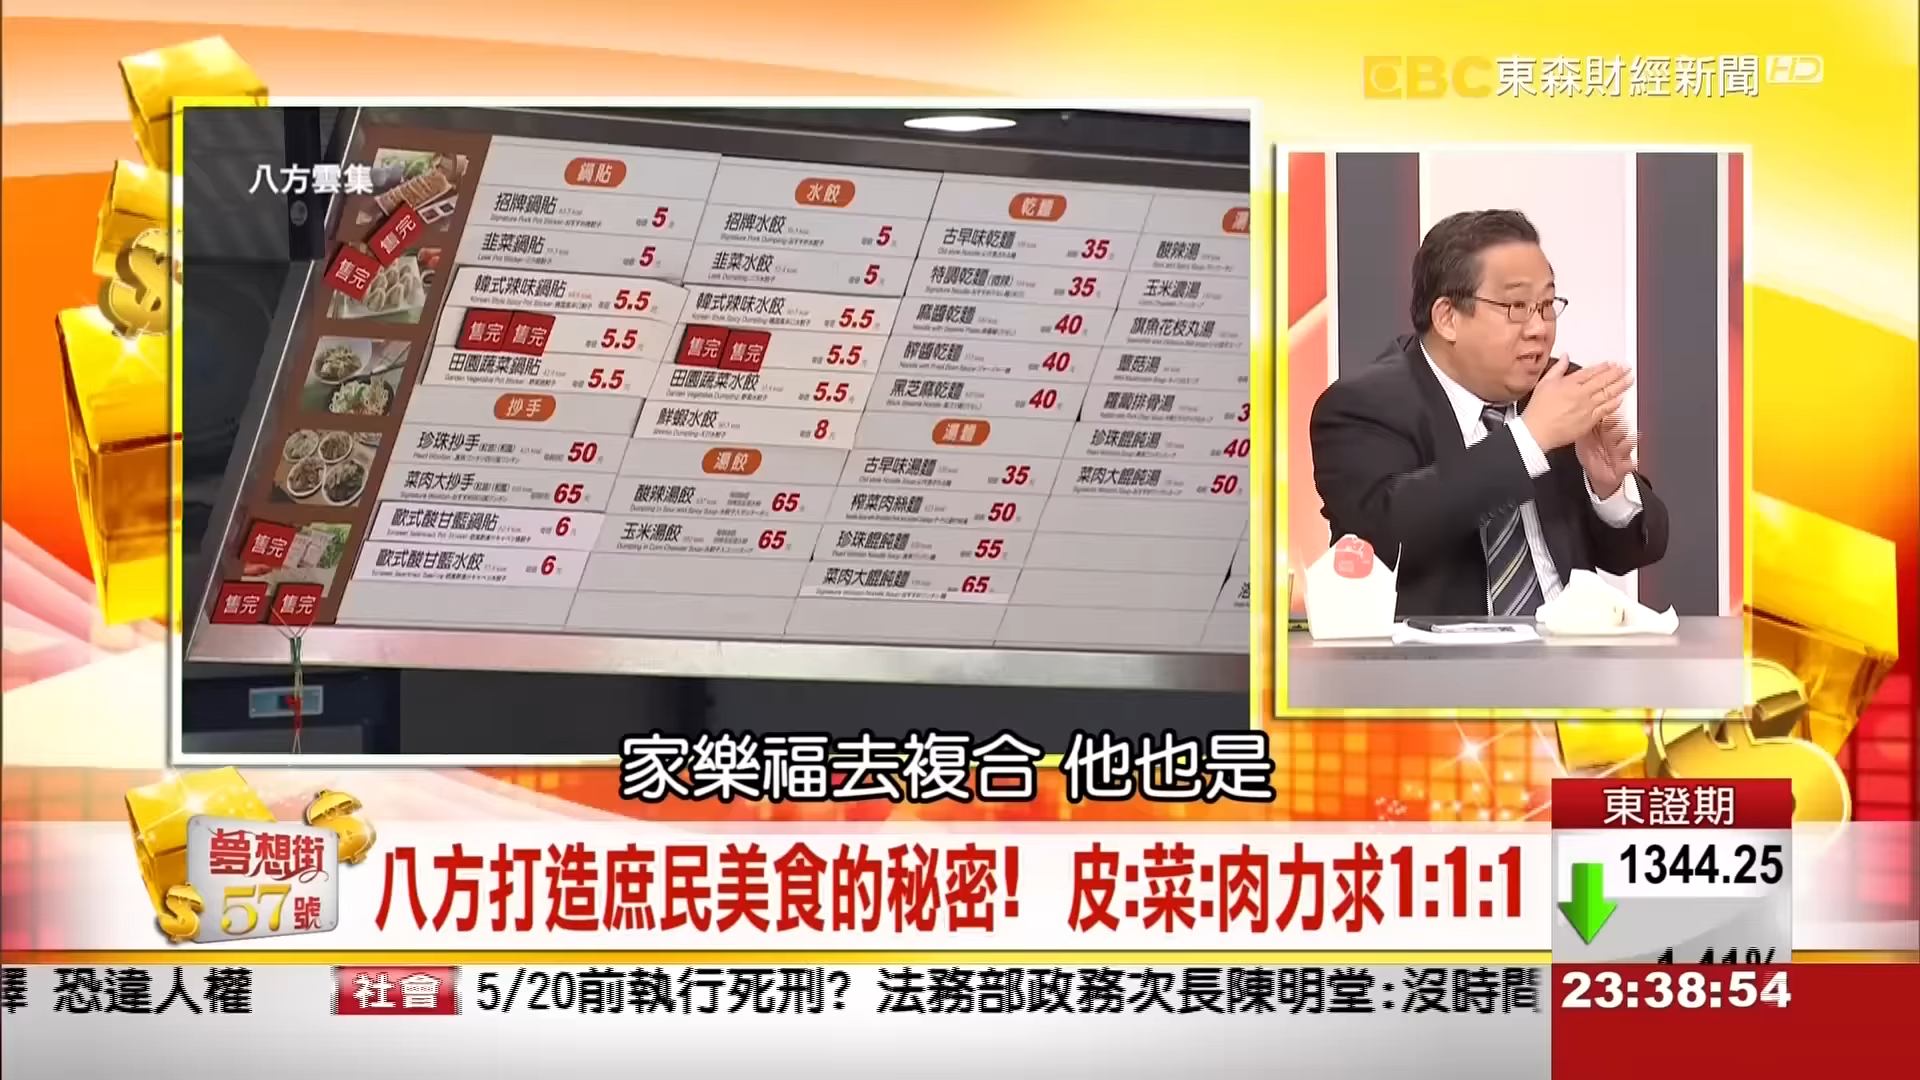 EBC東森財經新聞HD
八方雲集
鍋貼
招牌鍋貼 5
韭菜鍋貼 5
韓式辣味鍋貼 5.5
售完 售完 5.5
田園蔬菜鍋貼 5.5
抄手
珍珠抄手 50
菜肉大抄手 65
歐式酸甘藍鍋貼 6
歐式酸甘藍水餃 6
水餃
招牌水餃 5
韭菜水餃 5
韓式辣味水餃 5.5
售完 售完 5.5
田園蔬菜水餃 5.5
鮮蝦水餃 8
湯餃
酸辣湯餃 65
玉米湯餃 65
乾麵
古早味乾麵 35
特調乾麵(微辣) 35
麻醬乾麵 40
醡醬乾麵 40
黑芝麻乾麵 40
湯麵
古早味湯麵 35
榨菜肉絲麵 50
珍珠餛飩麵 55
菜肉大餛飩麵 65
酸辣湯
玉米濃湯
旗魚花枝丸湯
蕈菇湯
蘿蔔排骨湯
珍珠餛飩湯 40
菜肉大餛飩湯 50
售完
售完
售完
售完 售完
家樂福去複合 他也是
夢想街57號
八方打造庶民美食的秘密! 皮:菜:肉力求1:1:1
東證期
1344.25
恐違人權 社會 5/20前執行死刑? 法務部政務次長陳明堂:沒時間
23:38:54